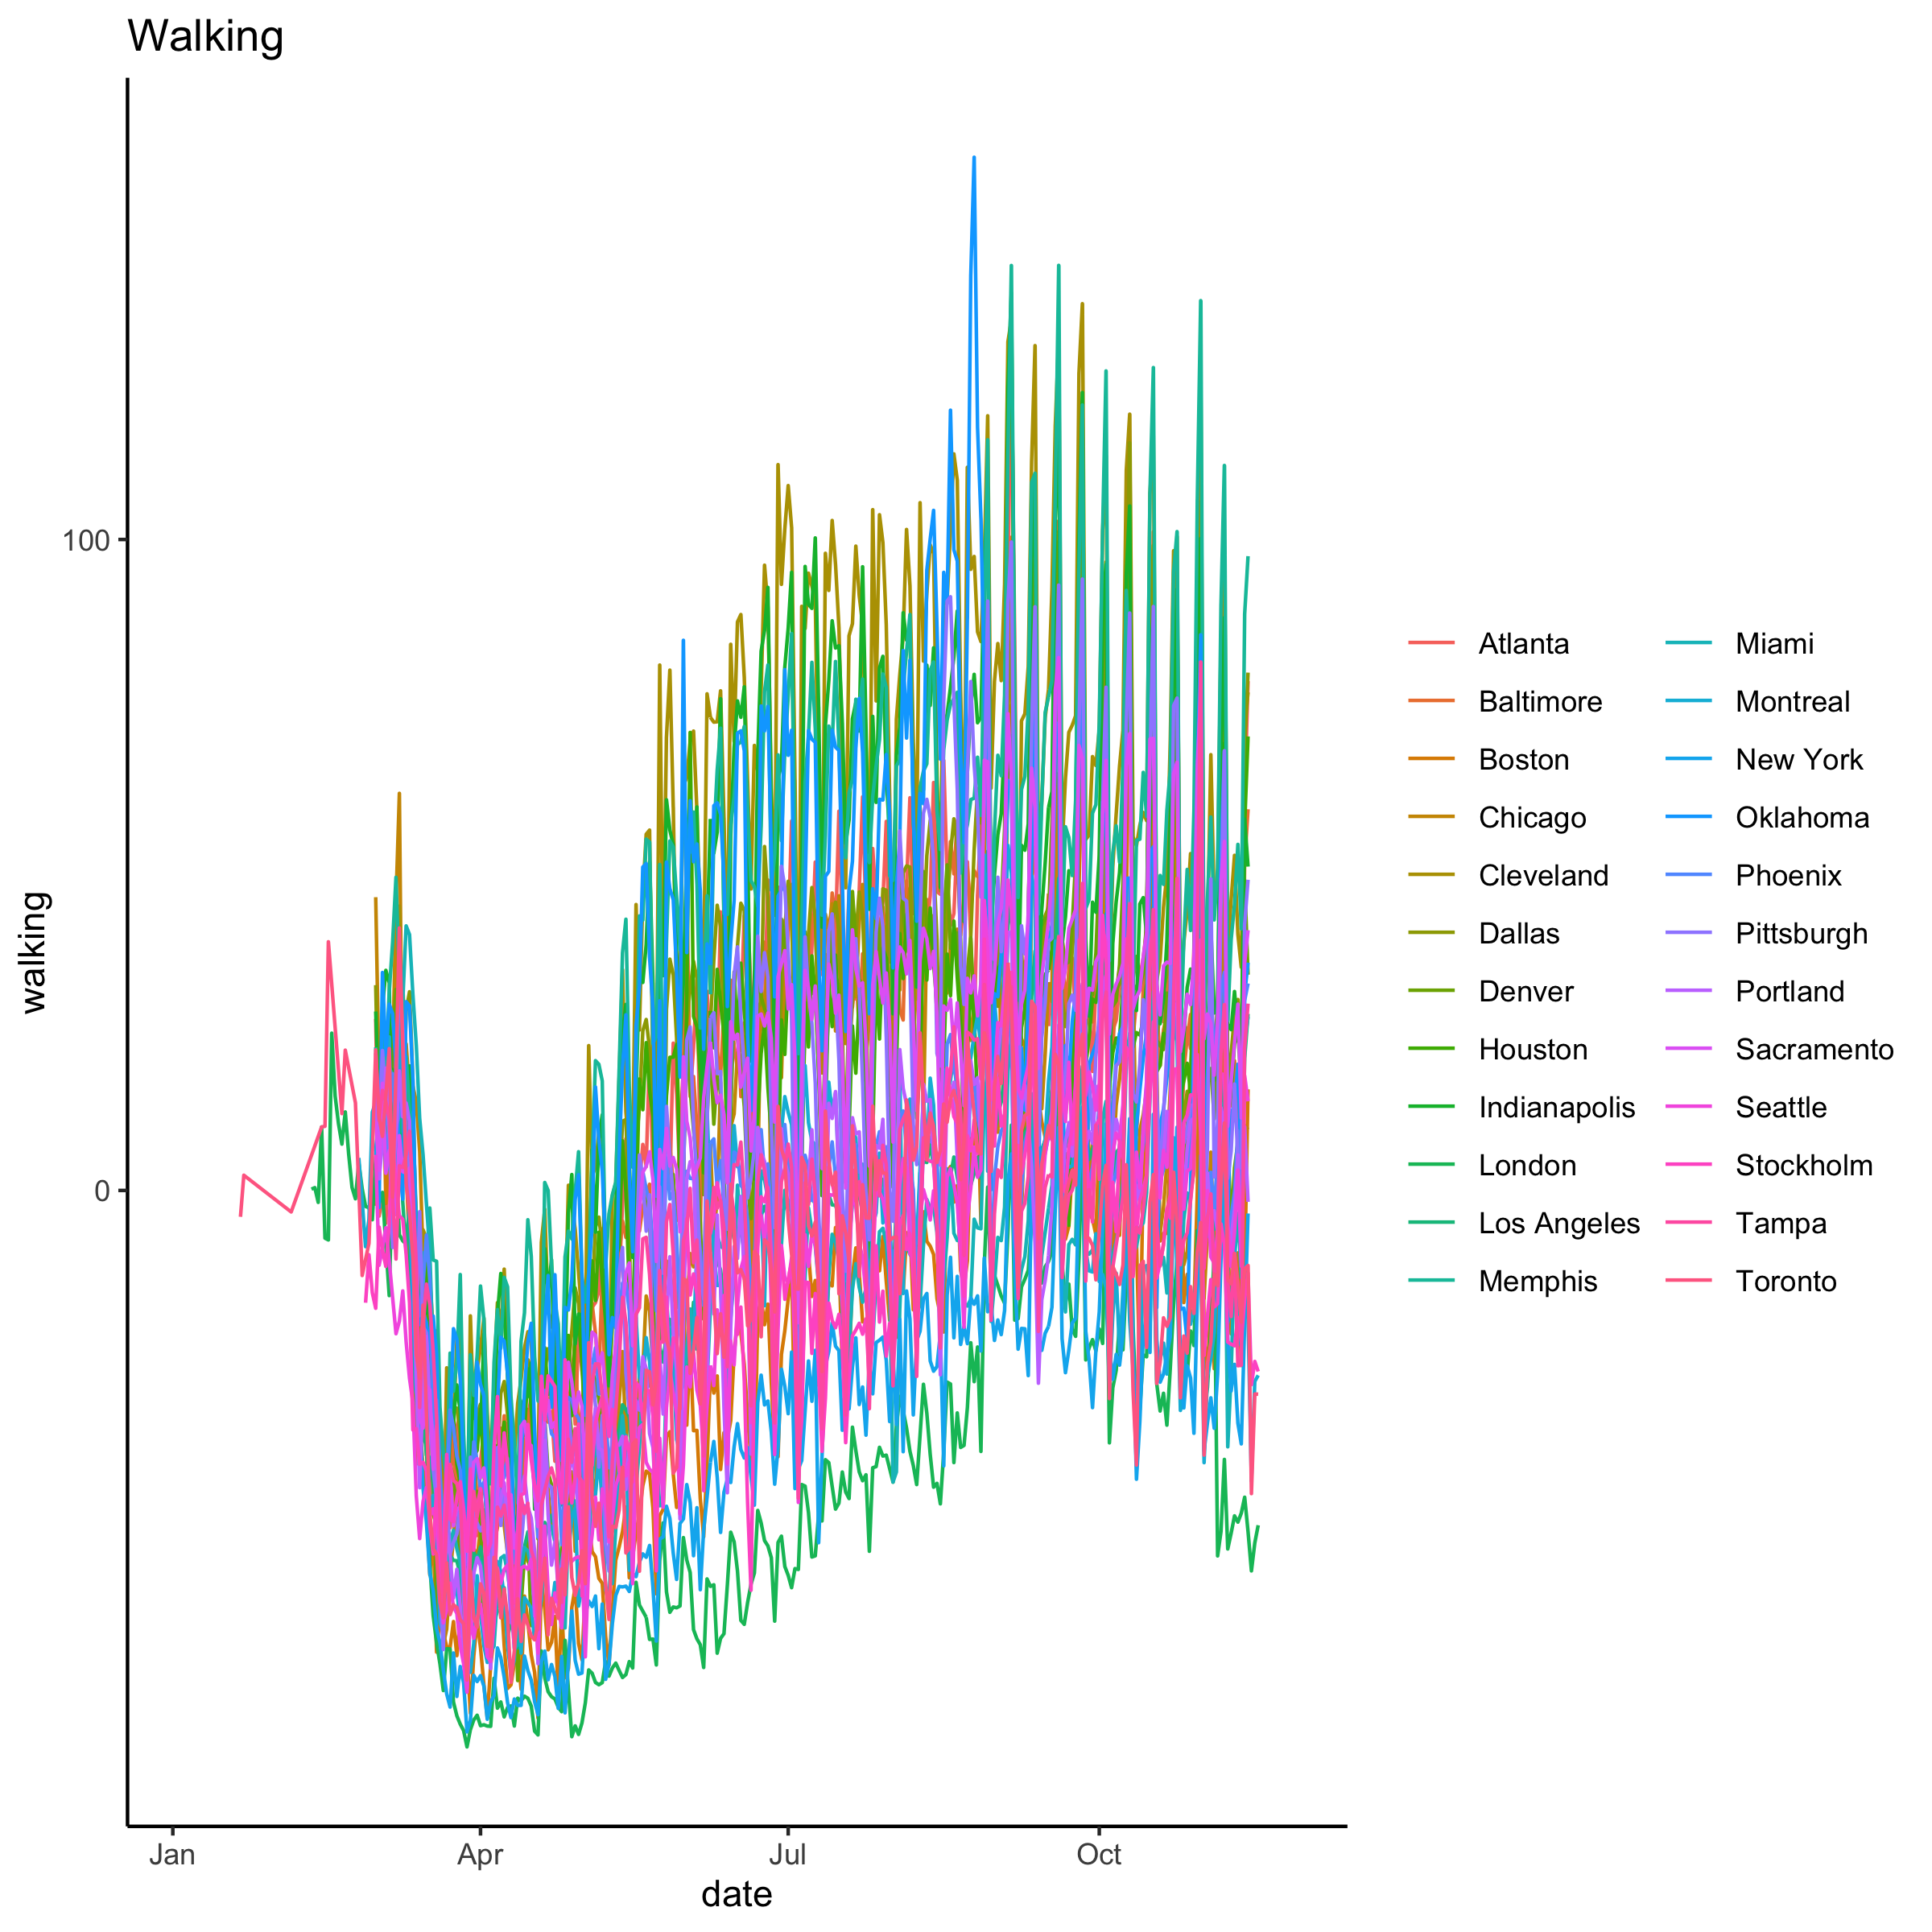 Walking
walking
100
0
Jan
Apr
Jul
Oct
date
Atlanta
Baltimore
Boston
Chicago
Cleveland
Dallas
Denver
Houston
Indianapolis
London
Los Angeles
Memphis
Miami
Montreal
New York
Oklahoma
Phoenix
Pittsburgh
Portland
Sacramento
Seattle
Stockholm
Tampa
Toronto